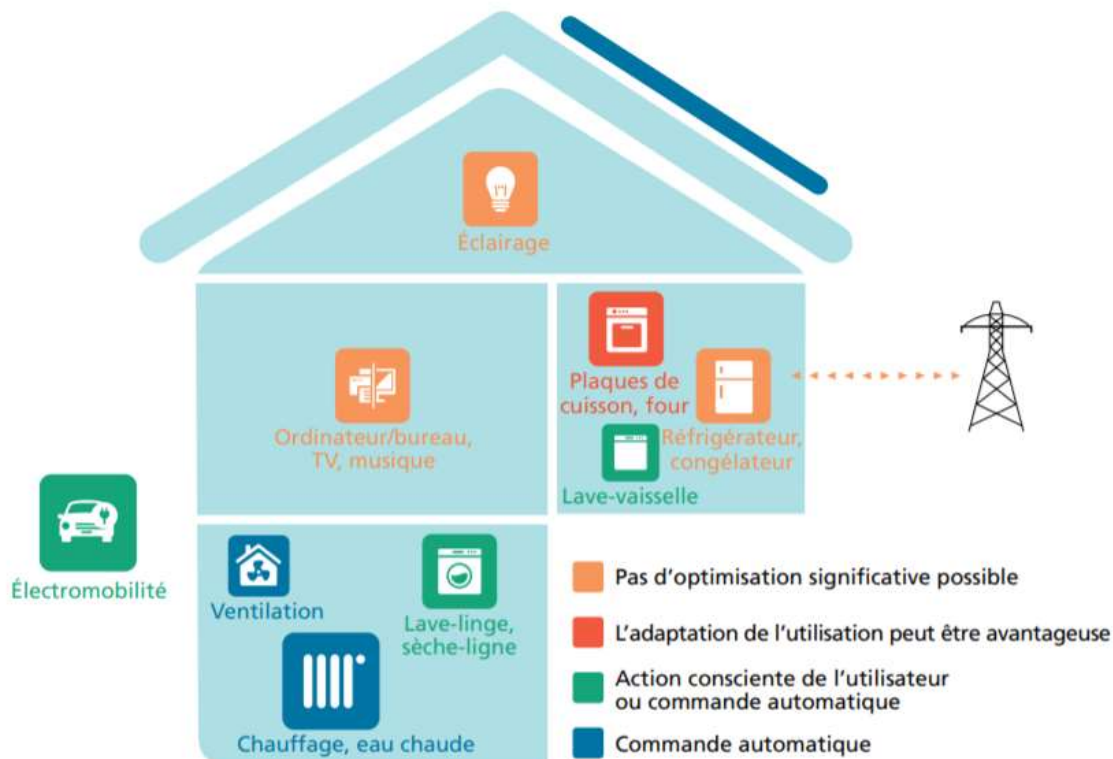 Éclairage
Plaques de
cuisson, four
Réfrigérateur,
congélateur
Ordinateur/bureau,
TV, musique
Lave-vaisselle
Électromobilité
Ventilation
Lave-linge,
sèche-ligne
Chauffage, eau chaude
Pas d'optimisation significative possible
L'adaptation de l'utilisation peut être avantageuse
Action consciente de l'utilisateur
ou commande automatique
Commande automatique